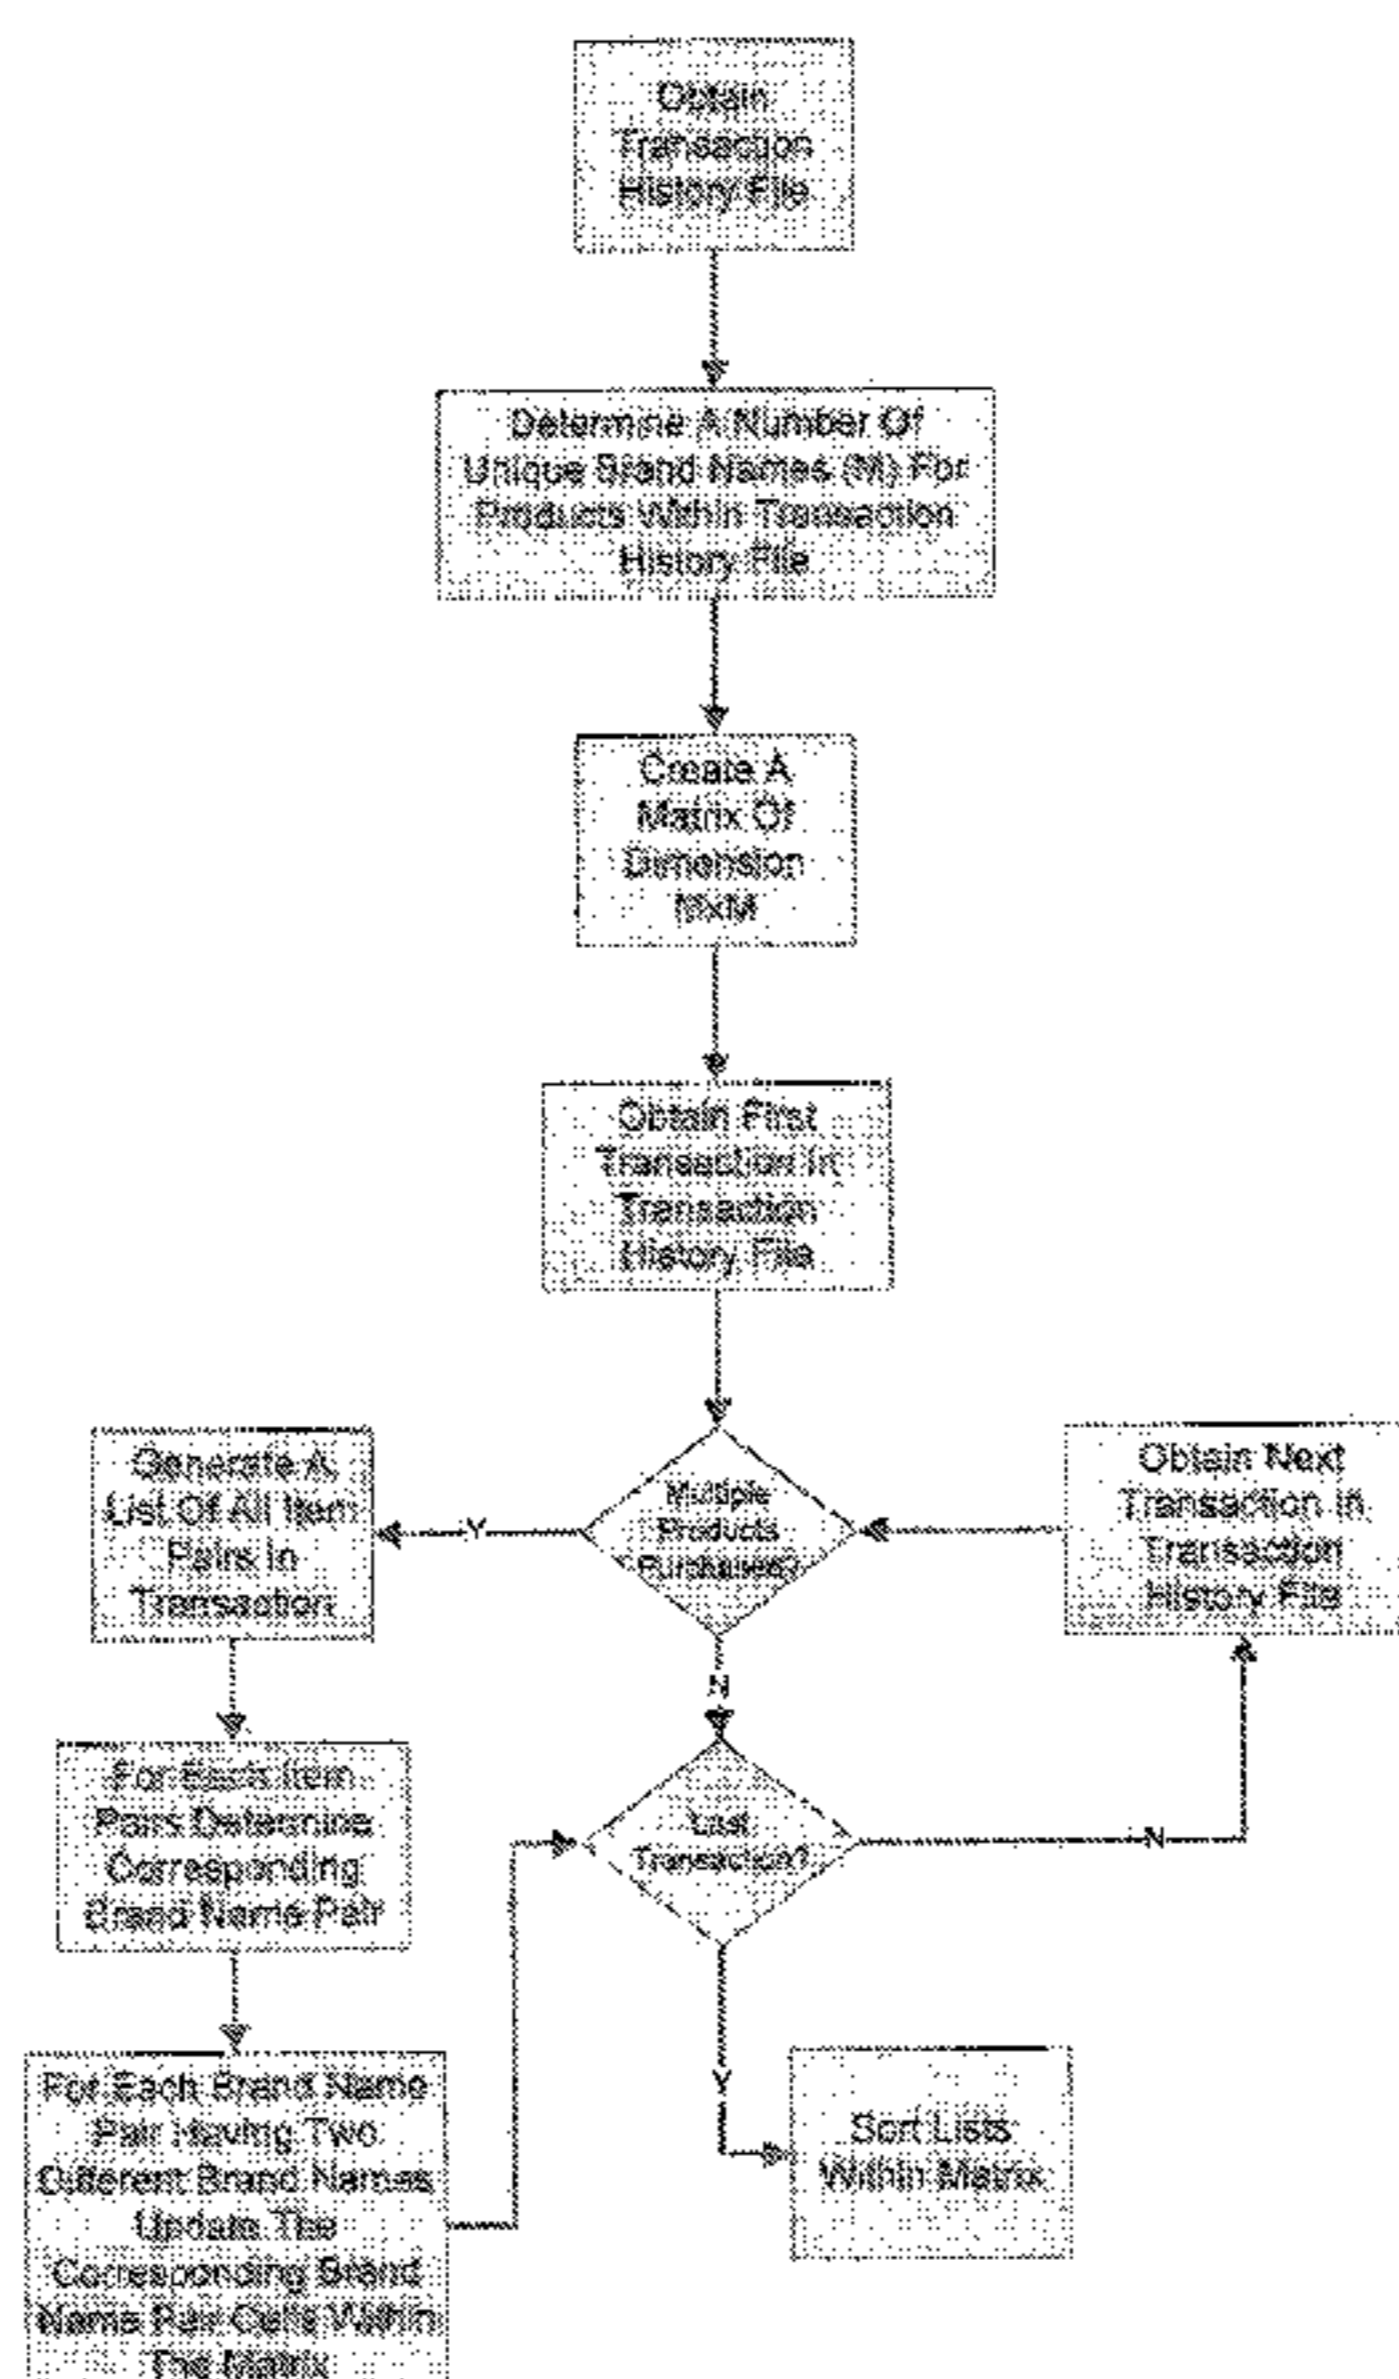 Obtain
Transaction
History File
Determine A Number Of
Unique Brand Names (M) For
Products Within Transaction
History File
Create A
Matrix Of
Dimension
MxM
Obtain First
Transaction In
Transaction
History File
Multiple
Products
Purchased?
Y
N
Generate A
List Of All Item
Pairs In
Transaction
Obtain Next
Transaction In
Transaction
History File
For Each Item
Pairs Determine
Corresponding
Brand Name Pair
Last
Transaction?
N
Y
For Each Brand Name
Pair Having Two
Different Brand Names
Update The
Corresponding Brand
Name Pair Cells Within
The Matrix
Sort Lists
Within Matrix